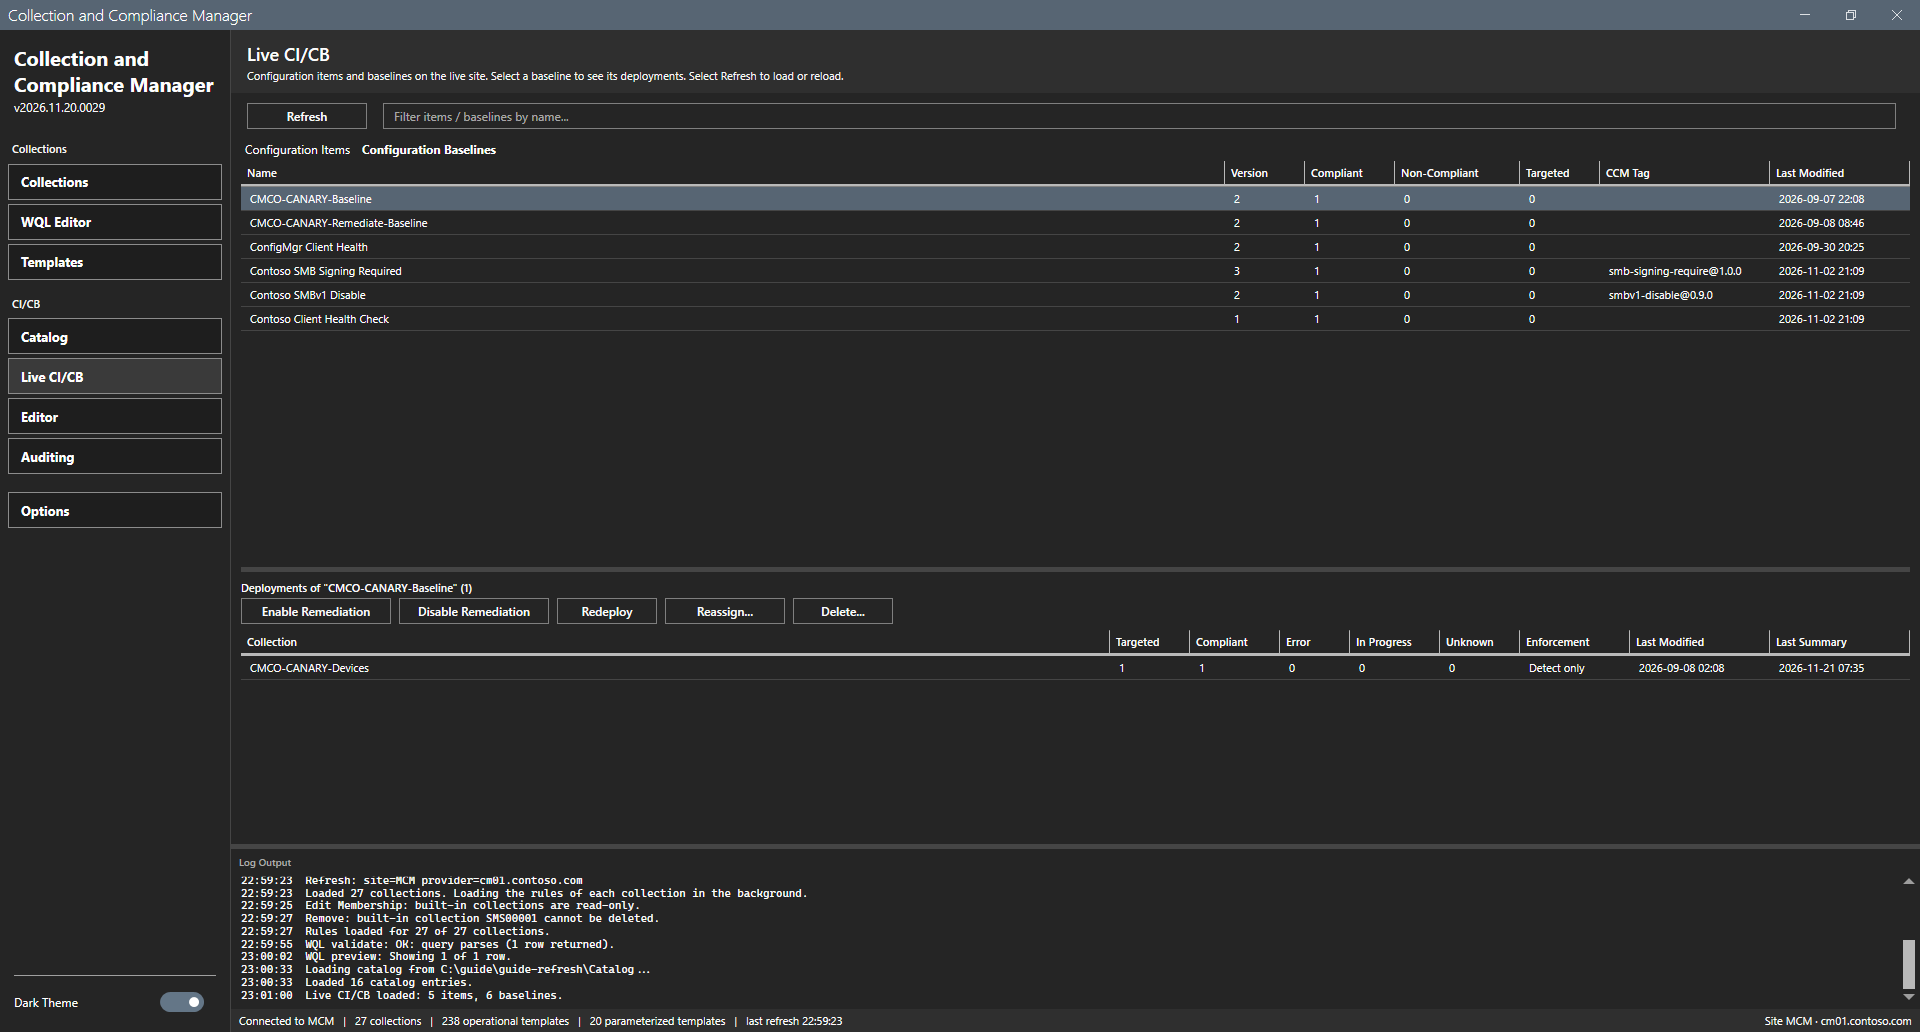 Collection and Compliance Manager
Collection and
Compliance Manager
v2026.11.20.0029
Collections
Collections
WQL Editor
Templates
CI/CB
Catalog
Live CI/CB
Editor
Auditing
Options
Dark Theme
Live CI/CB
Configuration items and baselines on the live site. Select a baseline to see its deployments. Select Refresh to load or reload.
Refresh Filter items / baselines by name...
Configuration Items Configuration Baselines
Name Version Compliant Non-Compliant Targeted CCM Tag Last Modified
CMCO-CANARY-Baseline 2 1 0 0 2026-09-07 22:08
CMCO-CANARY-Remediate-Baseline 2 1 0 0 2026-09-08 08:46
ConfigMgr Client Health 2 1 0 0 2026-09-30 20:25
Contoso SMB Signing Required 3 1 0 0 smb-signing-require@1.0.0 2026-11-02 21:09
Contoso SMBv1 Disable 2 1 0 0 smbv1-disable@0.9.0 2026-11-02 21:09
Contoso Client Health Check 1 1 0 0 2026-11-02 21:09
Deployments of "CMCO-CANARY-Baseline" (1)
Enable Remediation Disable Remediation Redeploy Reassign... Delete...
Collection Targeted Compliant Error In Progress Unknown Enforcement Last Modified Last Summary
CMCO-CANARY-Devices 1 1 0 0 0 Detect only 2026-09-08 02:08 2026-11-21 07:35
Log Output
22:59:23 Refresh: site=MCM provider=cm01.contoso.com
22:59:23 Loaded 27 collections. Loading the rules of each collection in the background.
22:59:25 Edit Membership: built-in collections are read-only.
22:59:27 Remove: built-in collection SMS00001 cannot be deleted.
22:59:27 Rules loaded for 27 of 27 collections.
22:59:55 WQL validate: OK: query parses (1 row returned).
23:00:02 WQL preview: Showing 1 of 1 row.
23:00:33 Loading catalog from C:\guide\guide-refresh\Catalog...
23:00:33 Loaded 16 catalog entries.
23:01:00 Live CI/CB loaded: 5 items, 6 baselines.
Connected to MCM | 27 collections | 238 operational templates | 20 parameterized templates | last refresh 22:59:23
Site MCM · cm01.contoso.com